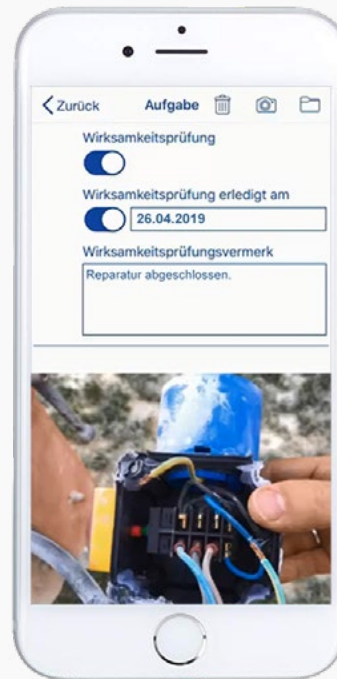 Zurück Aufgabe
Wirksamkeitsprüfung
Wirksamkeitsprüfung erledigt am
26.04.2019
Wirksamkeitsprüfungsvermerk
Reparatur abgeschlossen.